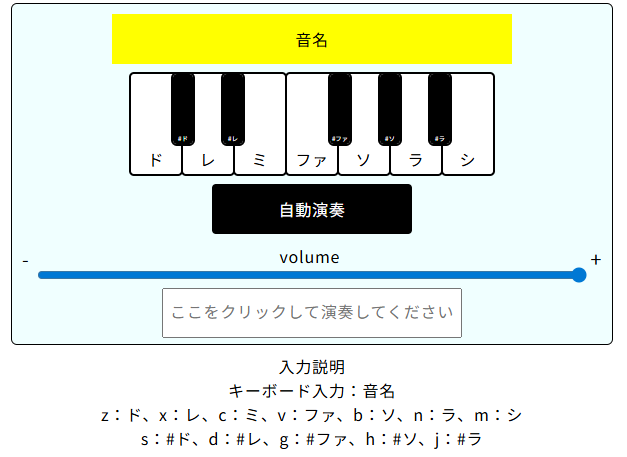 音名
#ド #レ #ファ #ソ #ラ
ド レ ミ ファ ソ ラ シ
自動演奏
- volume +
ここをクリックして演奏してください
入力説明
キーボード入力：音名
z：ド、x：レ、c：ミ、v：ファ、b：ソ、n：ラ、m：シ
s：#ド、d：#レ、g：#ファ、h：#ソ、j：#ラ